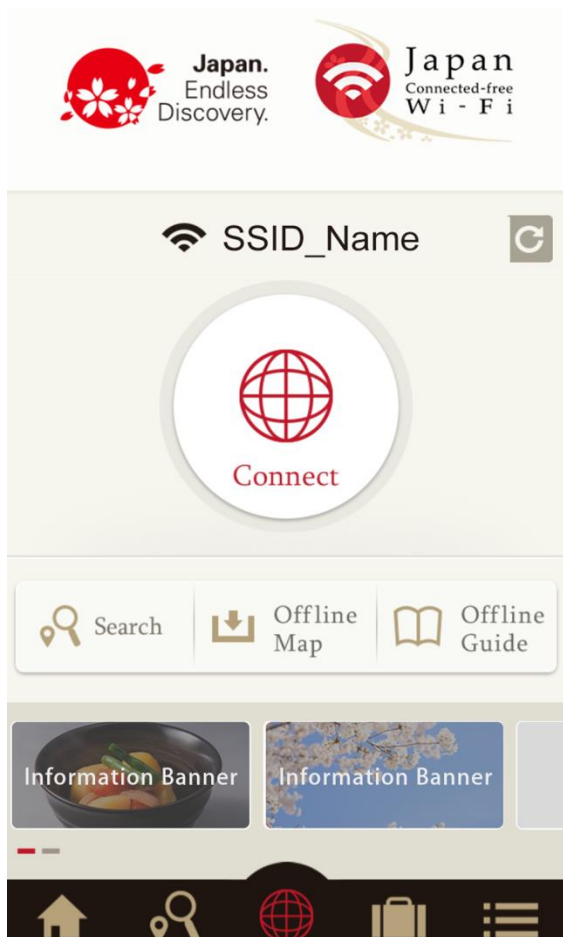 Japan.
Endless
Discovery.
Japan
Connected-free
Wi-Fi
SSID_Name
Connect
Search
Offline
Map
Offline
Guide
Information Banner
Information Banner